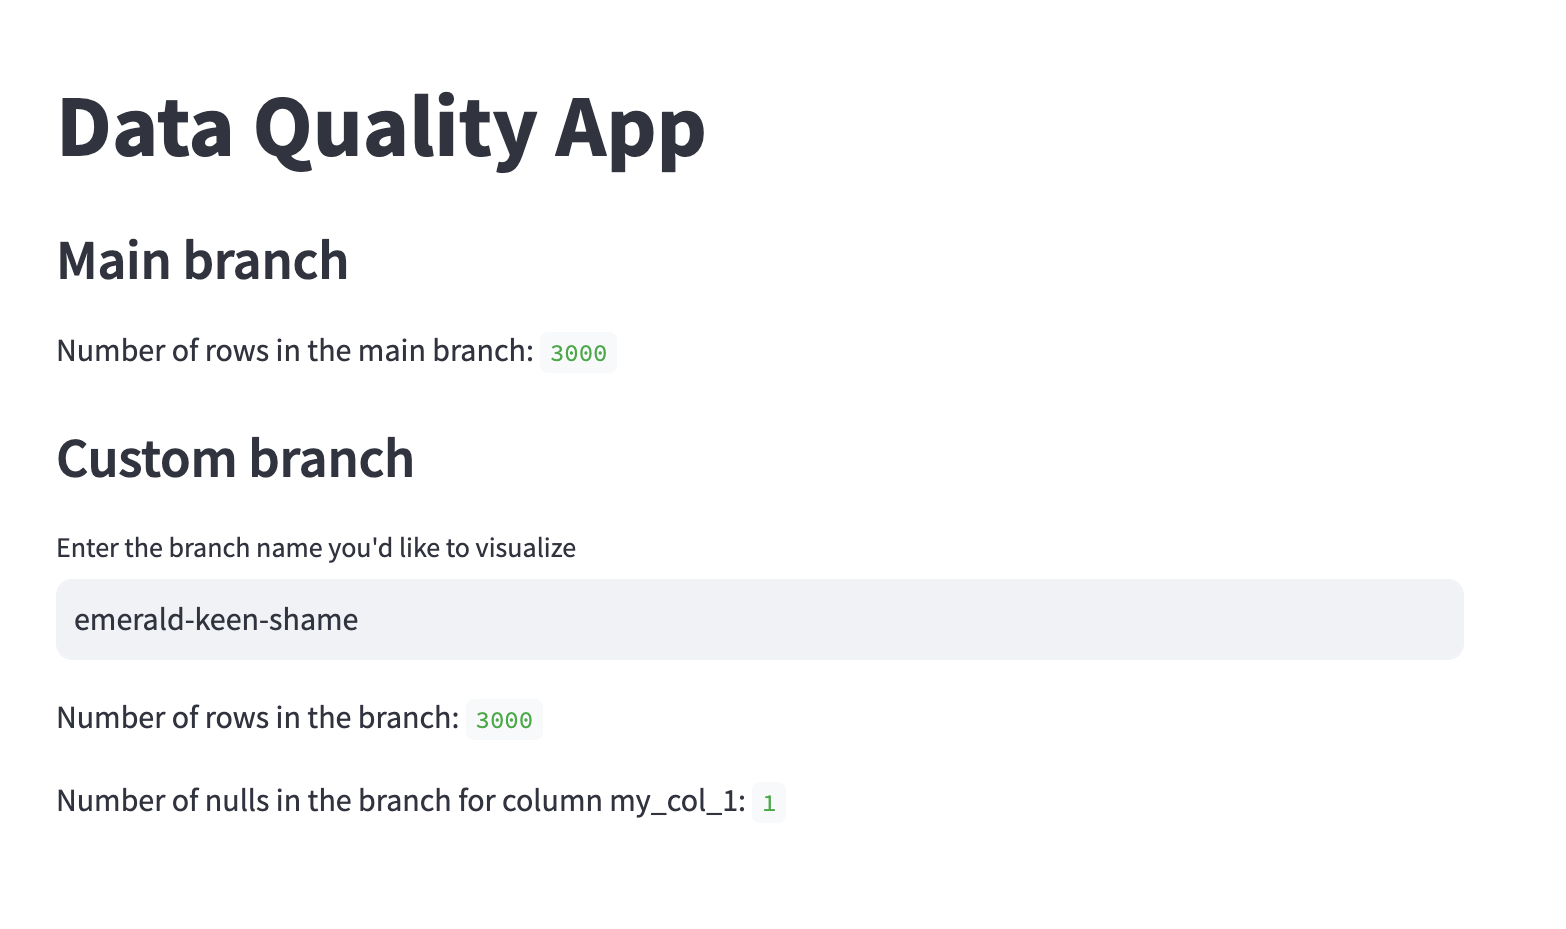 Data Quality App
Main branch
Number of rows in the main branch: 3000
Custom branch
Enter the branch name you'd like to visualize
emerald-keen-shame
Number of rows in the branch: 3000
Number of nulls in the branch for column my_col_1: 1